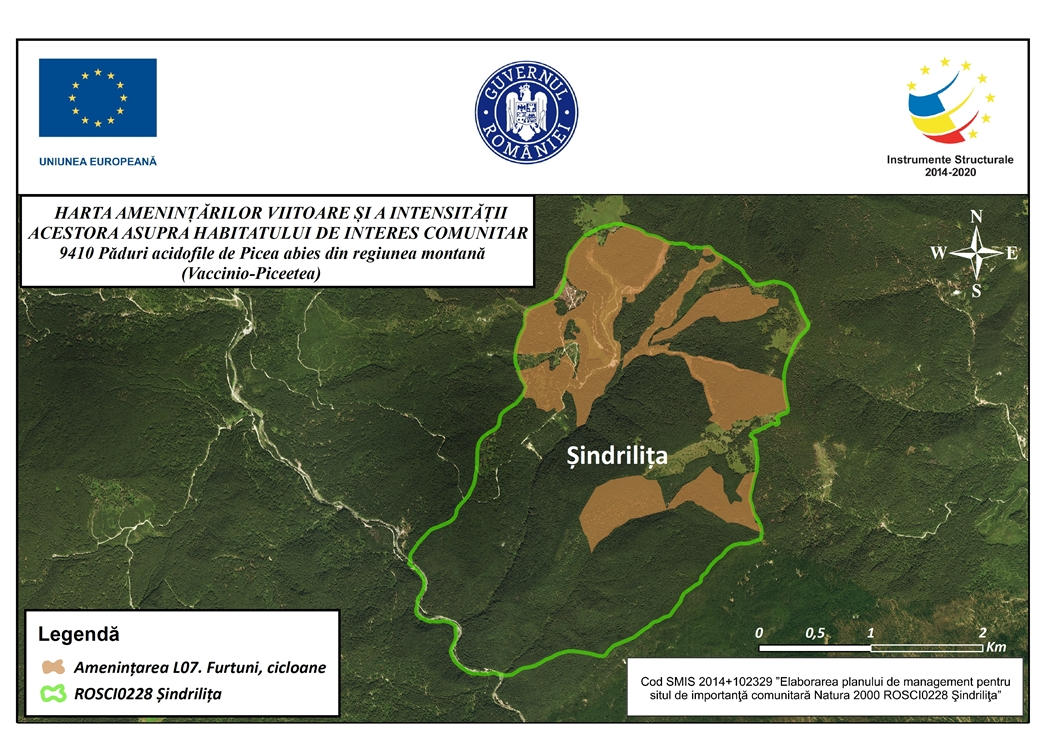 UNIUNEA EUROPEANĂ
GUVERNUL ROMÂNIEI
Instrumente Structurale
2014-2020
HARTA AMENINȚĂRILOR VIITOARE ȘI A INTENSITĂȚII
ACESTORA ASUPRA HABITATULUI DE INTERES COMUNITAR
9410 Păduri acidofile de Picea abies din regiunea montană
(Vaccinio-Piceetea)
N
W E
S
Șindrilița
Legendă
Amenințarea L07. Furtuni, cicloane
ROSCI0228 Șindrilița
0 0,5 1 2
Km
Cod SMIS 2014+102329 ”Elaborarea planului de management pentru
situl de importanţă comunitară Natura 2000 ROSCI0228 Şindriliţa”